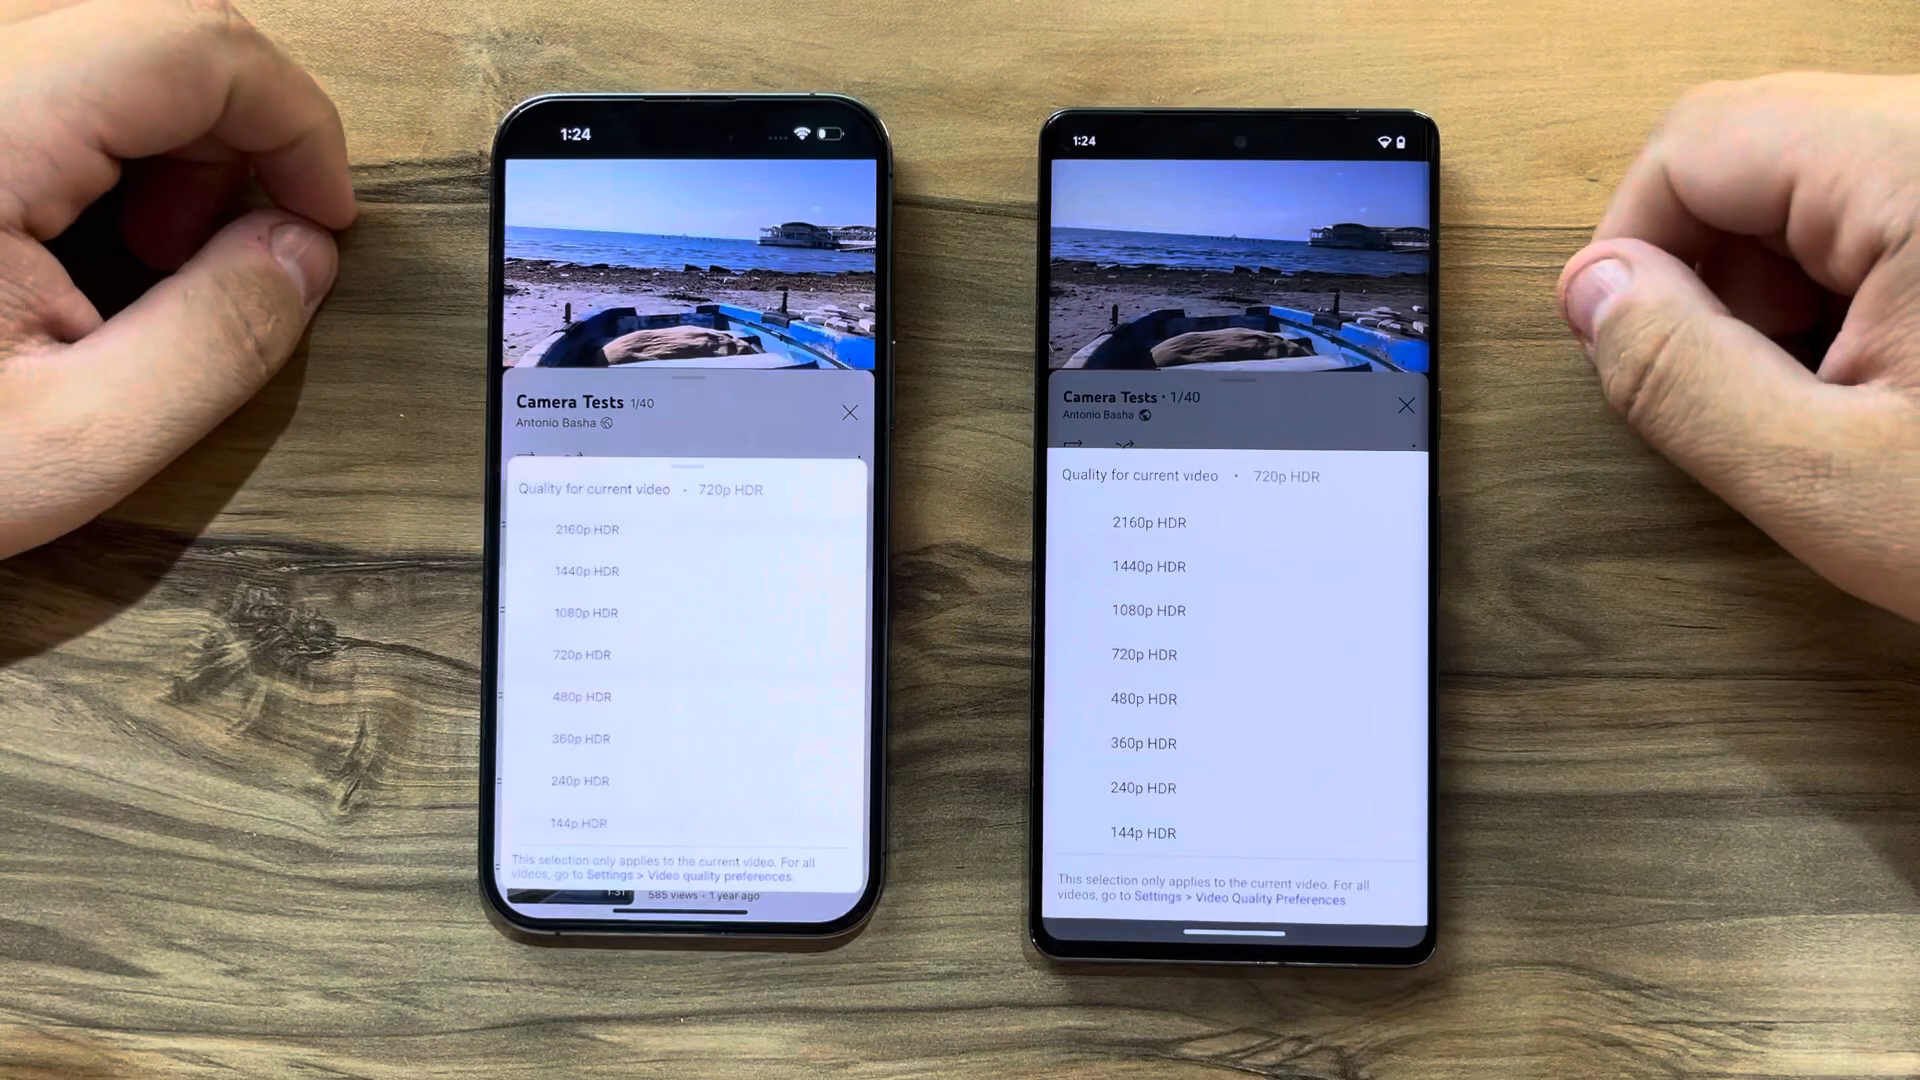 1:24
Camera Tests 1/40
Antonio Basha
Quality for current video · 720p HDR
2160p HDR
1440p HDR
1080p HDR
720p HDR
480p HDR
360p HDR
240p HDR
144p HDR
This selection only applies to the current video. For all
videos, go to Settings > Video quality preferences.
1:31
585 views · 1 year ago
1:24
Camera Tests · 1/40
Antonio Basha
Quality for current video · 720p HDR
2160p HDR
1440p HDR
1080p HDR
720p HDR
480p HDR
360p HDR
240p HDR
144p HDR
This selection only applies to the current video. For all
videos, go to Settings > Video Quality Preferences